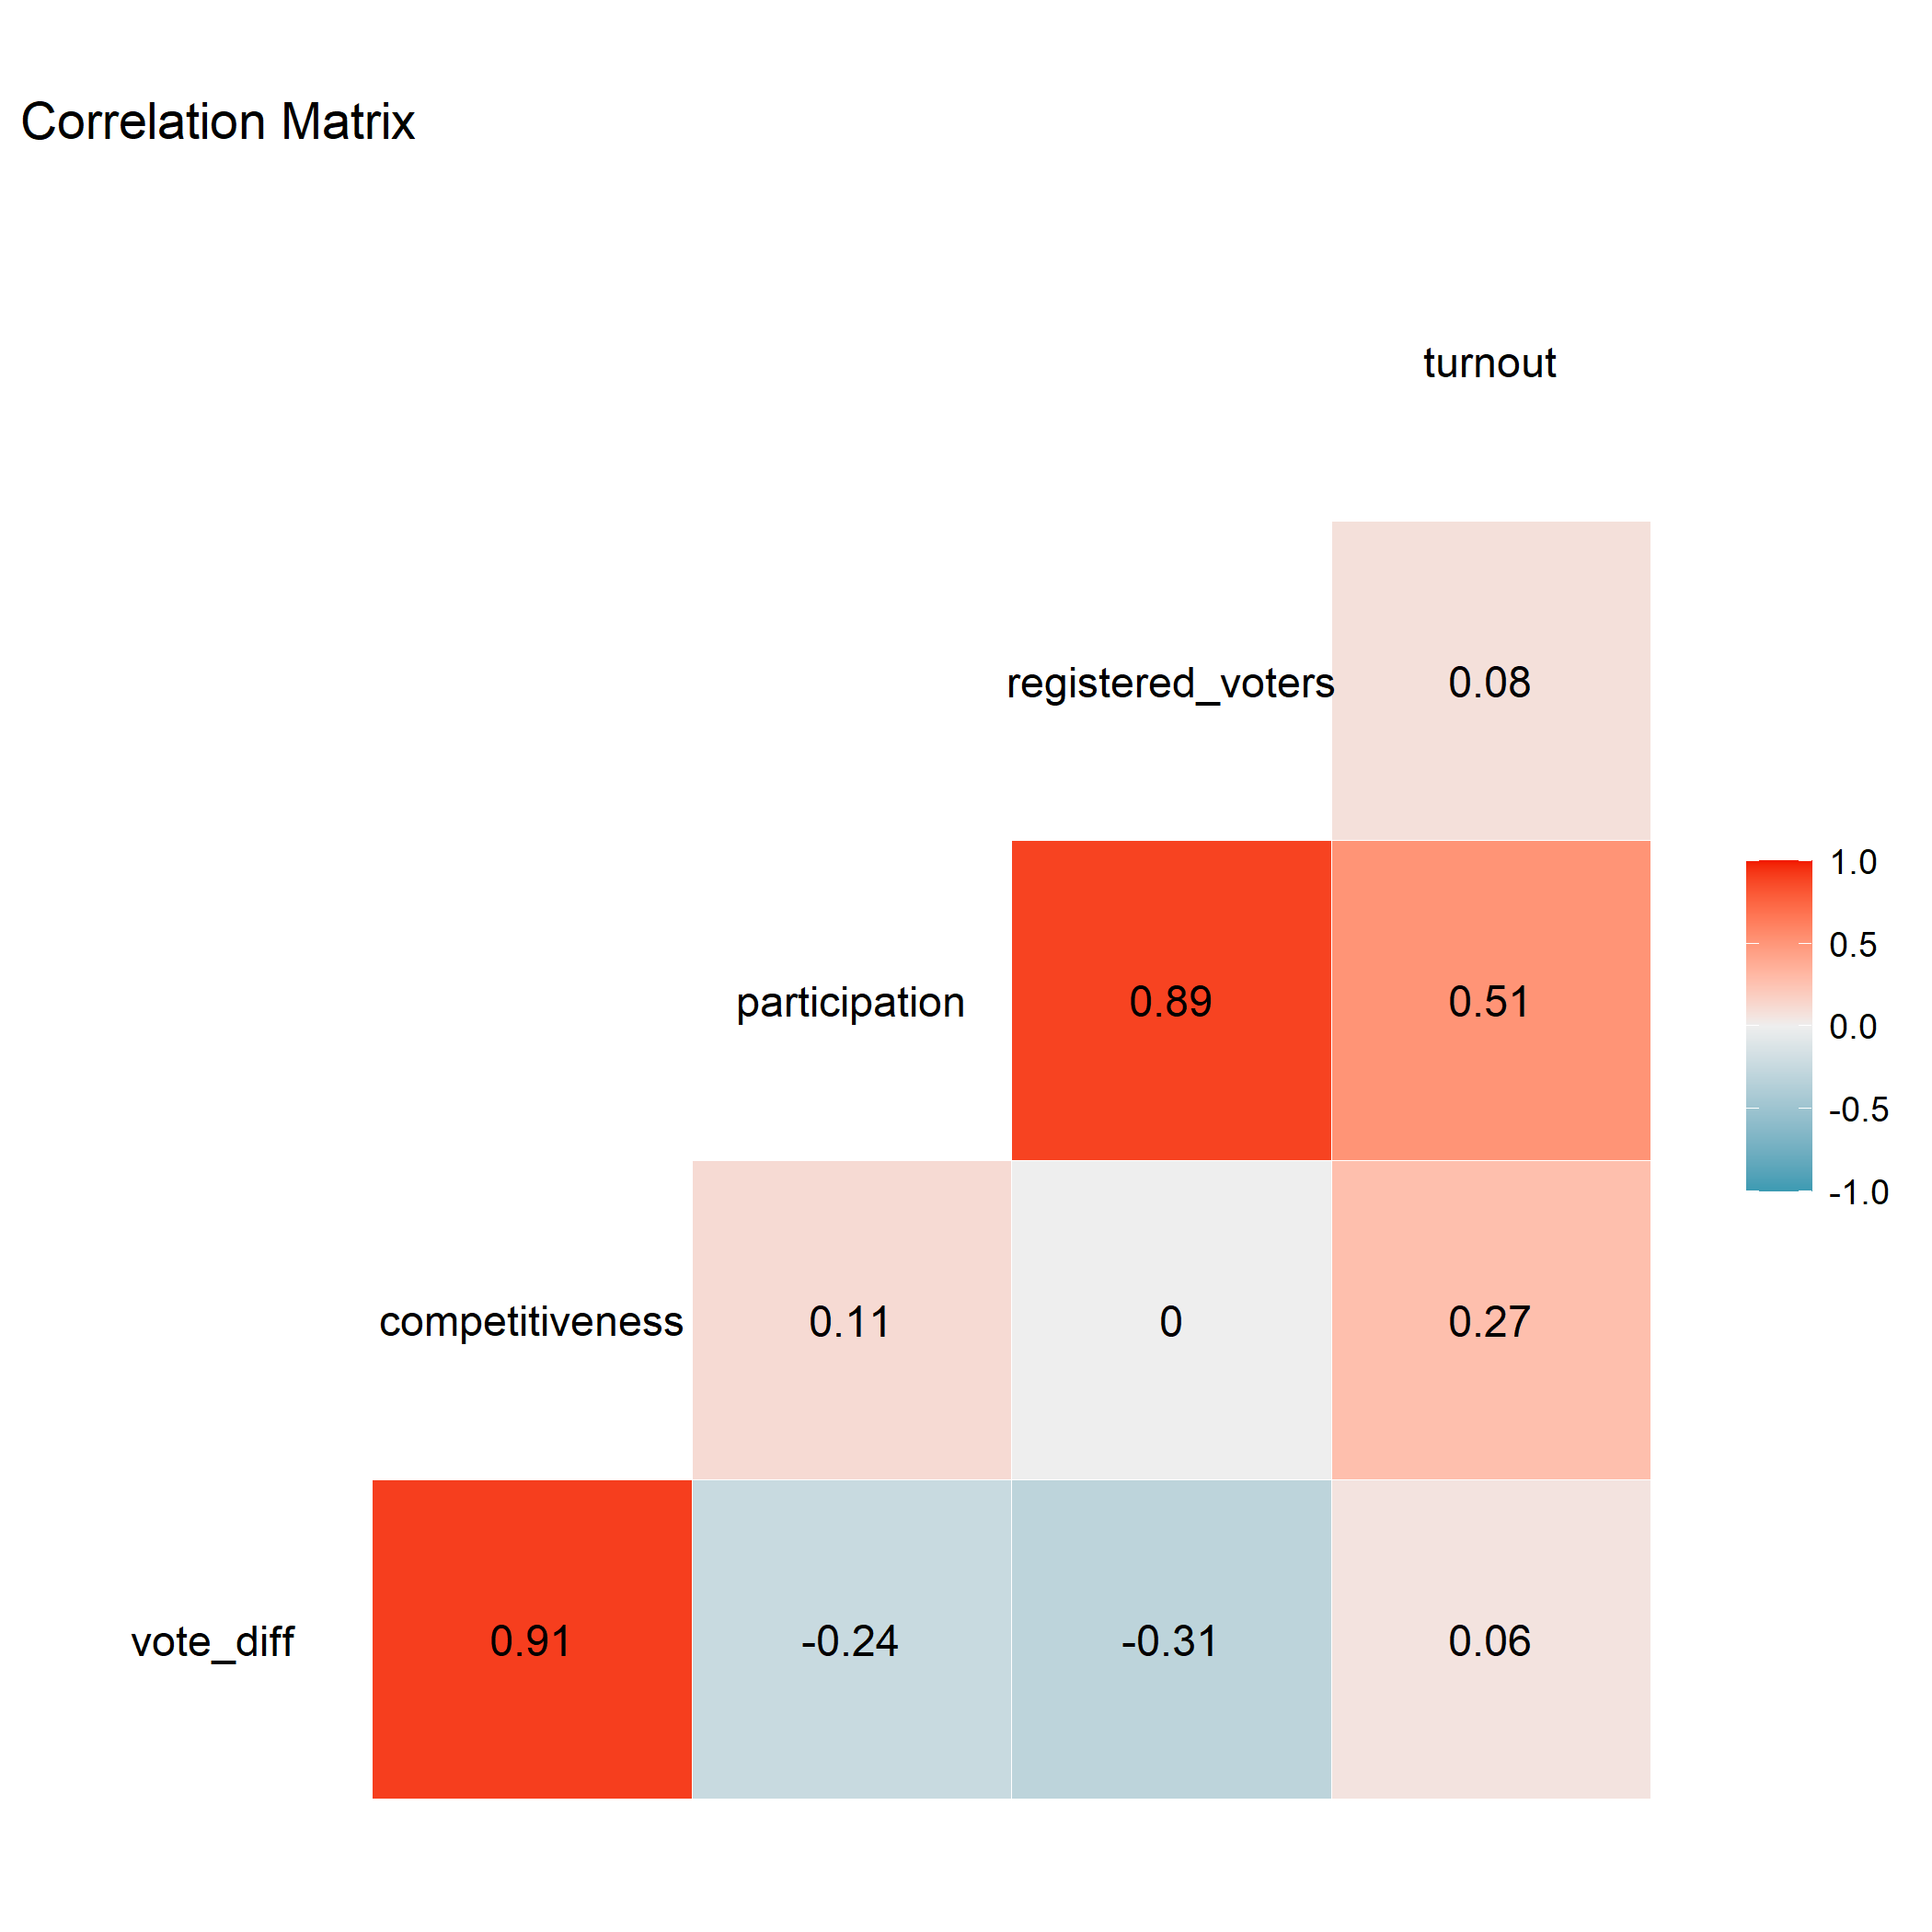 Correlation Matrix
turnout
registered_voters 0.08
participation 0.89 0.51
competitiveness 0.11 0 0.27
vote_diff 0.91 -0.24 -0.31 0.06
1.0
0.5
0.0
-0.5
-1.0